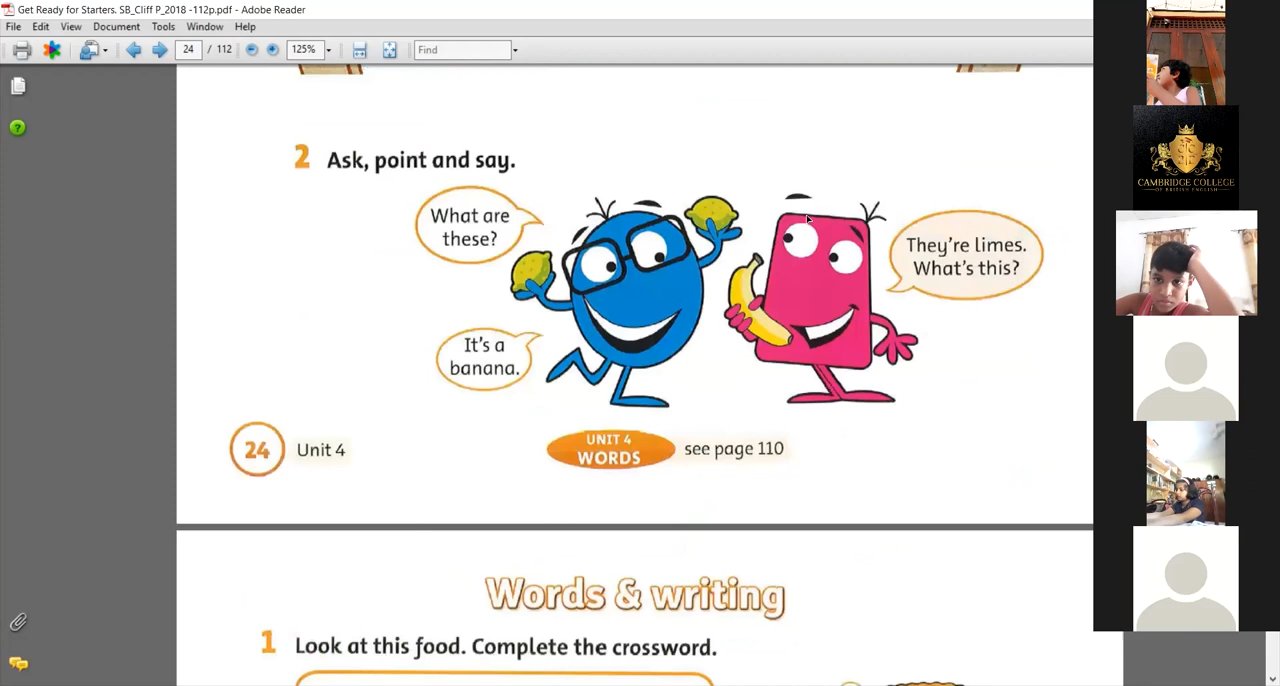 Get Ready for Starters. SB_Cliff P_2018 -112p.pdf - Adobe Reader
File Edit View Document Tools Window Help
24 / 112 125% Find
2 Ask, point and say.
What are
these?
They're limes.
What's this?
It's a
banana.
24 Unit 4
UNIT 4
WORDS
see page 110
Words & writing
1 Look at this food. Complete the crossword.
CAMBRIDGE COLLEGE
OF BRITISH ENGLISH